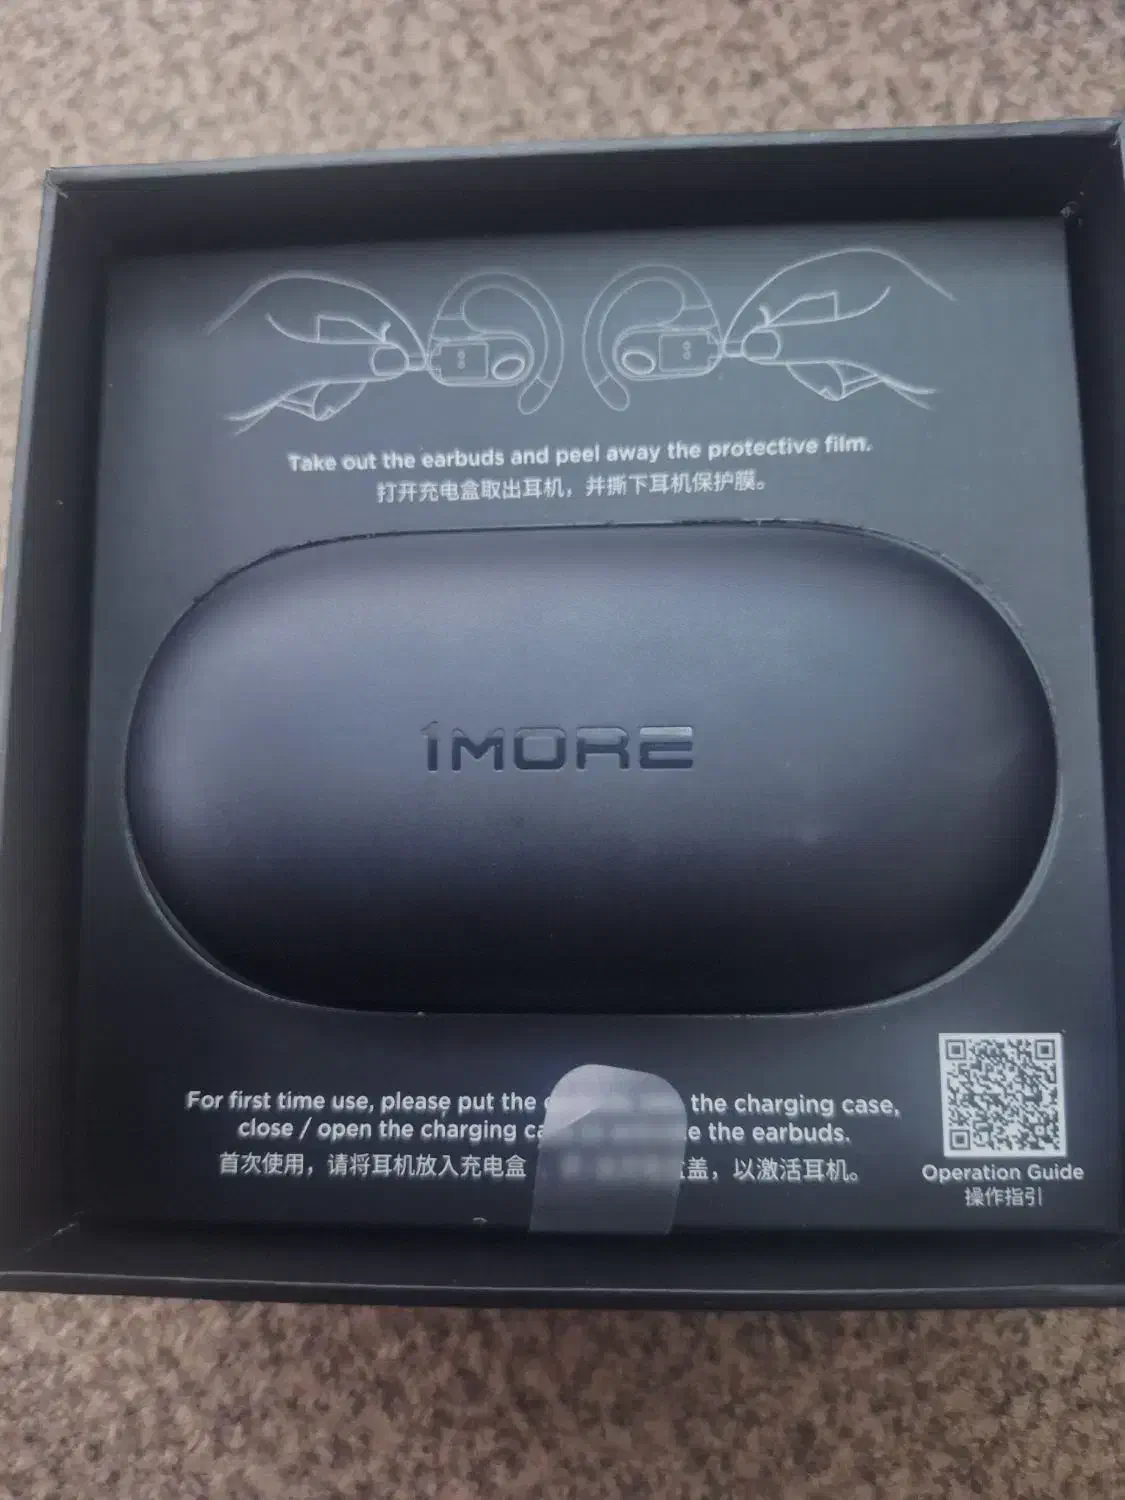 Take out the earbuds and peel away the protective film.
打开充电盒取出耳机，并撕下耳机保护膜。
1MORE
For first time use, please put the the charging case,
close / open the charging the earbuds.
首次使用，请将耳机放入充电盒 盖，以激活耳机。
Operation Guide
操作指引